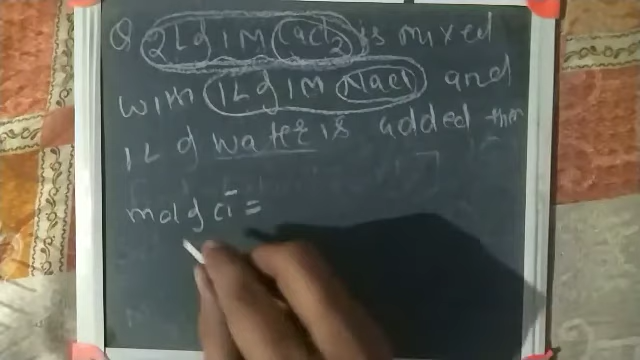 Q 2L of 1M CaCl2 is mixed
with 1L of 1M NaCl and
1L of water is added then
mol of Cl⁻ =